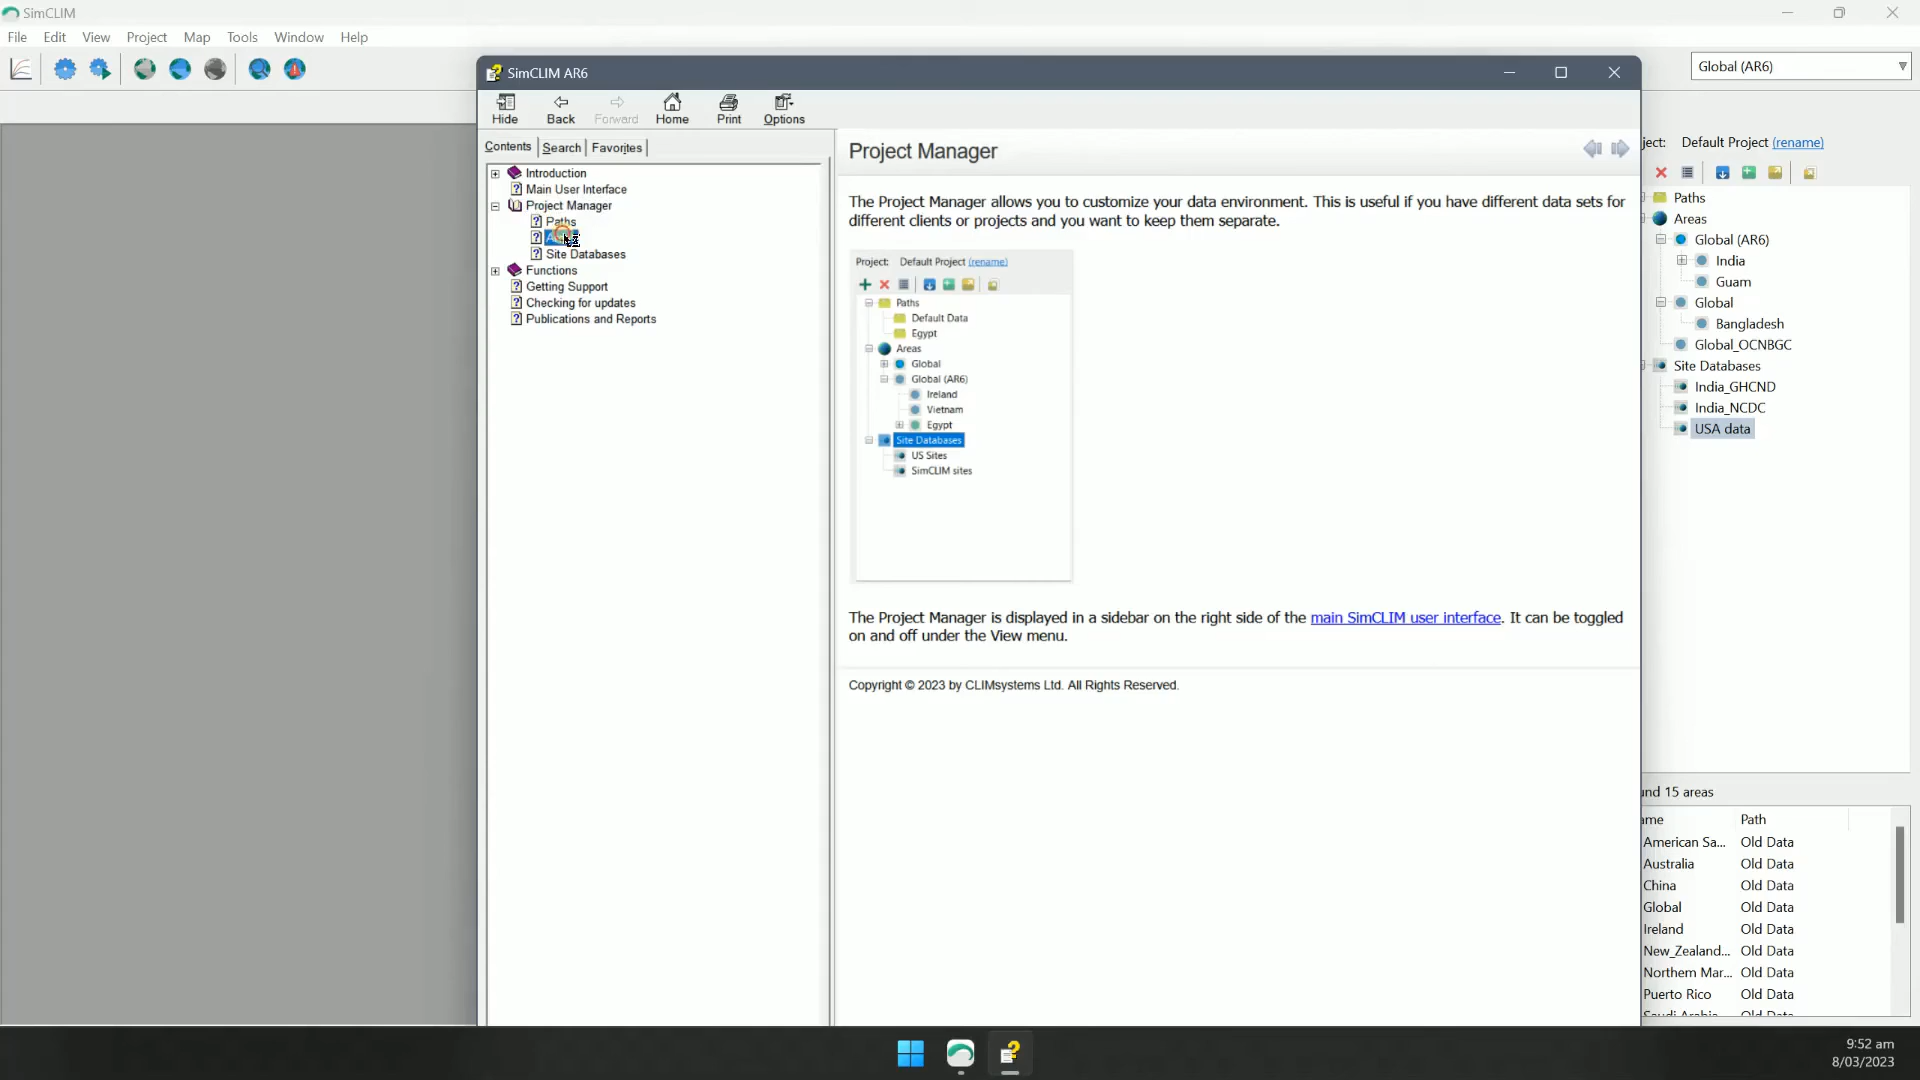 SimCLIM
File Edit View Project Map Tools Window Help
Global (AR6)
SimCLIM AR6
Hide Back Forward Home Print Options
Contents Search Favorites
Introduction
Main User Interface
Project Manager
Paths
Site Databases
Functions
Getting Support
Checking for updates
Publications and Reports
Project Manager
The Project Manager allows you to customize your data environment. This is useful if you have different data sets for
different clients or projects and you want to keep them separate.
Project: Default Project (rename)
Paths
Default Data
Egypt
Areas
Global
Global (AR6)
Ireland
Vietnam
Egypt
Site Databases
US Sites
SimCLIM sites
The Project Manager is displayed in a sidebar on the right side of the main SimCLIM user interface. It can be toggled
on and off under the View menu.
Copyright © 2023 by CLIMsystems Ltd. All Rights Reserved.
ject: Default Project (rename)
Paths
Areas
Global (AR6)
India
Guam
Global
Bangladesh
Global_OCNBGC
Site Databases
India_GHCND
India_NCDC
USA data
und 15 areas
ame Path
American Sa... Old Data
Australia Old Data
China Old Data
Global Old Data
Ireland Old Data
New_Zealand... Old Data
Northern Mar... Old Data
Puerto Rico Old Data
Saudi Arabia Old Data
9:52 am
8/03/2023